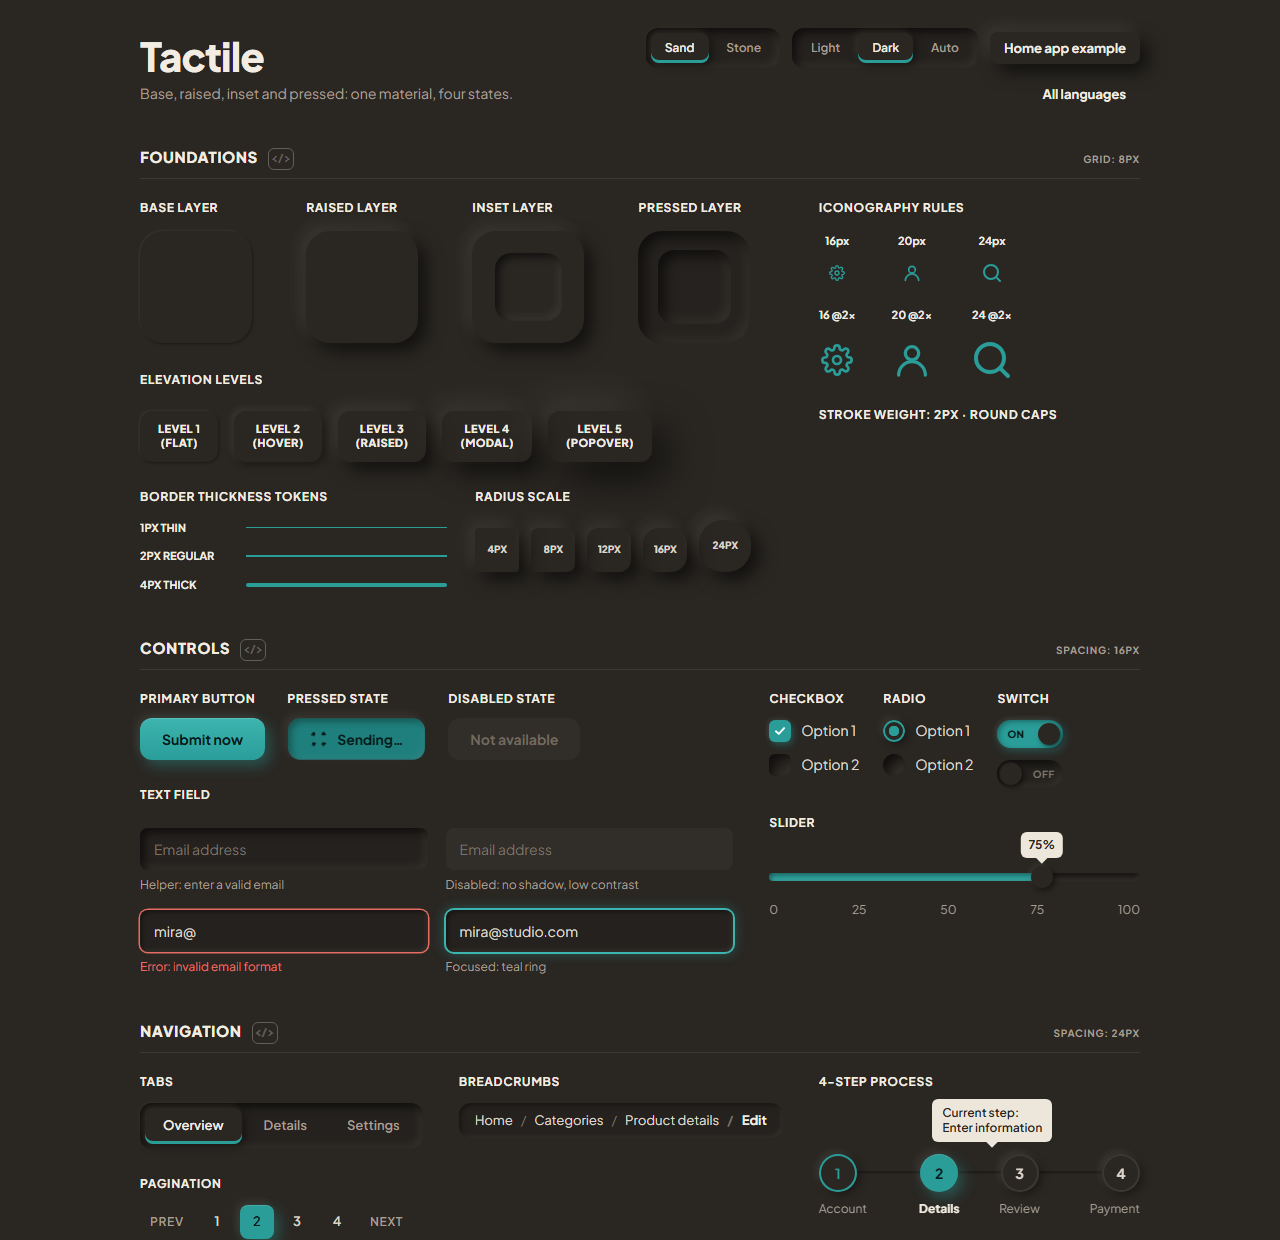 Tactile
Sand
Stone
Light
Dark
Auto
Home app example
Base, raised, inset and pressed: one material, four states.
All languages
FOUNDATIONS
</>
GRID: 8PX
BASE LAYER
RAISED LAYER
INSET LAYER
PRESSED LAYER
ICONOGRAPHY RULES
16px
20px
24px
16 @2×
20 @2×
24 @2×
STROKE WEIGHT: 2PX · ROUND CAPS
ELEVATION LEVELS
LEVEL 1
(FLAT)
LEVEL 2
(HOVER)
LEVEL 3
(RAISED)
LEVEL 4
(MODAL)
LEVEL 5
(POPOVER)
BORDER THICKNESS TOKENS
1PX THIN
2PX REGULAR
4PX THICK
RADIUS SCALE
4PX
8PX
12PX
16PX
24PX
CONTROLS
</>
SPACING: 16PX
PRIMARY BUTTON
PRESSED STATE
DISABLED STATE
Submit now
Sending...
Not available
CHECKBOX
RADIO
SWITCH
Option 1
Option 1
ON
Option 2
Option 2
OFF
TEXT FIELD
Email address
Helper: enter a valid email
Email address
Disabled: no shadow, low contrast
mira@
Error: invalid email format
mira@studio.com
Focused: teal ring
SLIDER
75%
0
25
50
75
100
NAVIGATION
</>
SPACING: 24PX
TABS
Overview
Details
Settings
BREADCRUMBS
Home / Categories / Product details / Edit
4-STEP PROCESS
Current step:
Enter information
1
2
3
4
Account
Details
Review
Payment
PAGINATION
PREV
1
2
3
4
NEXT